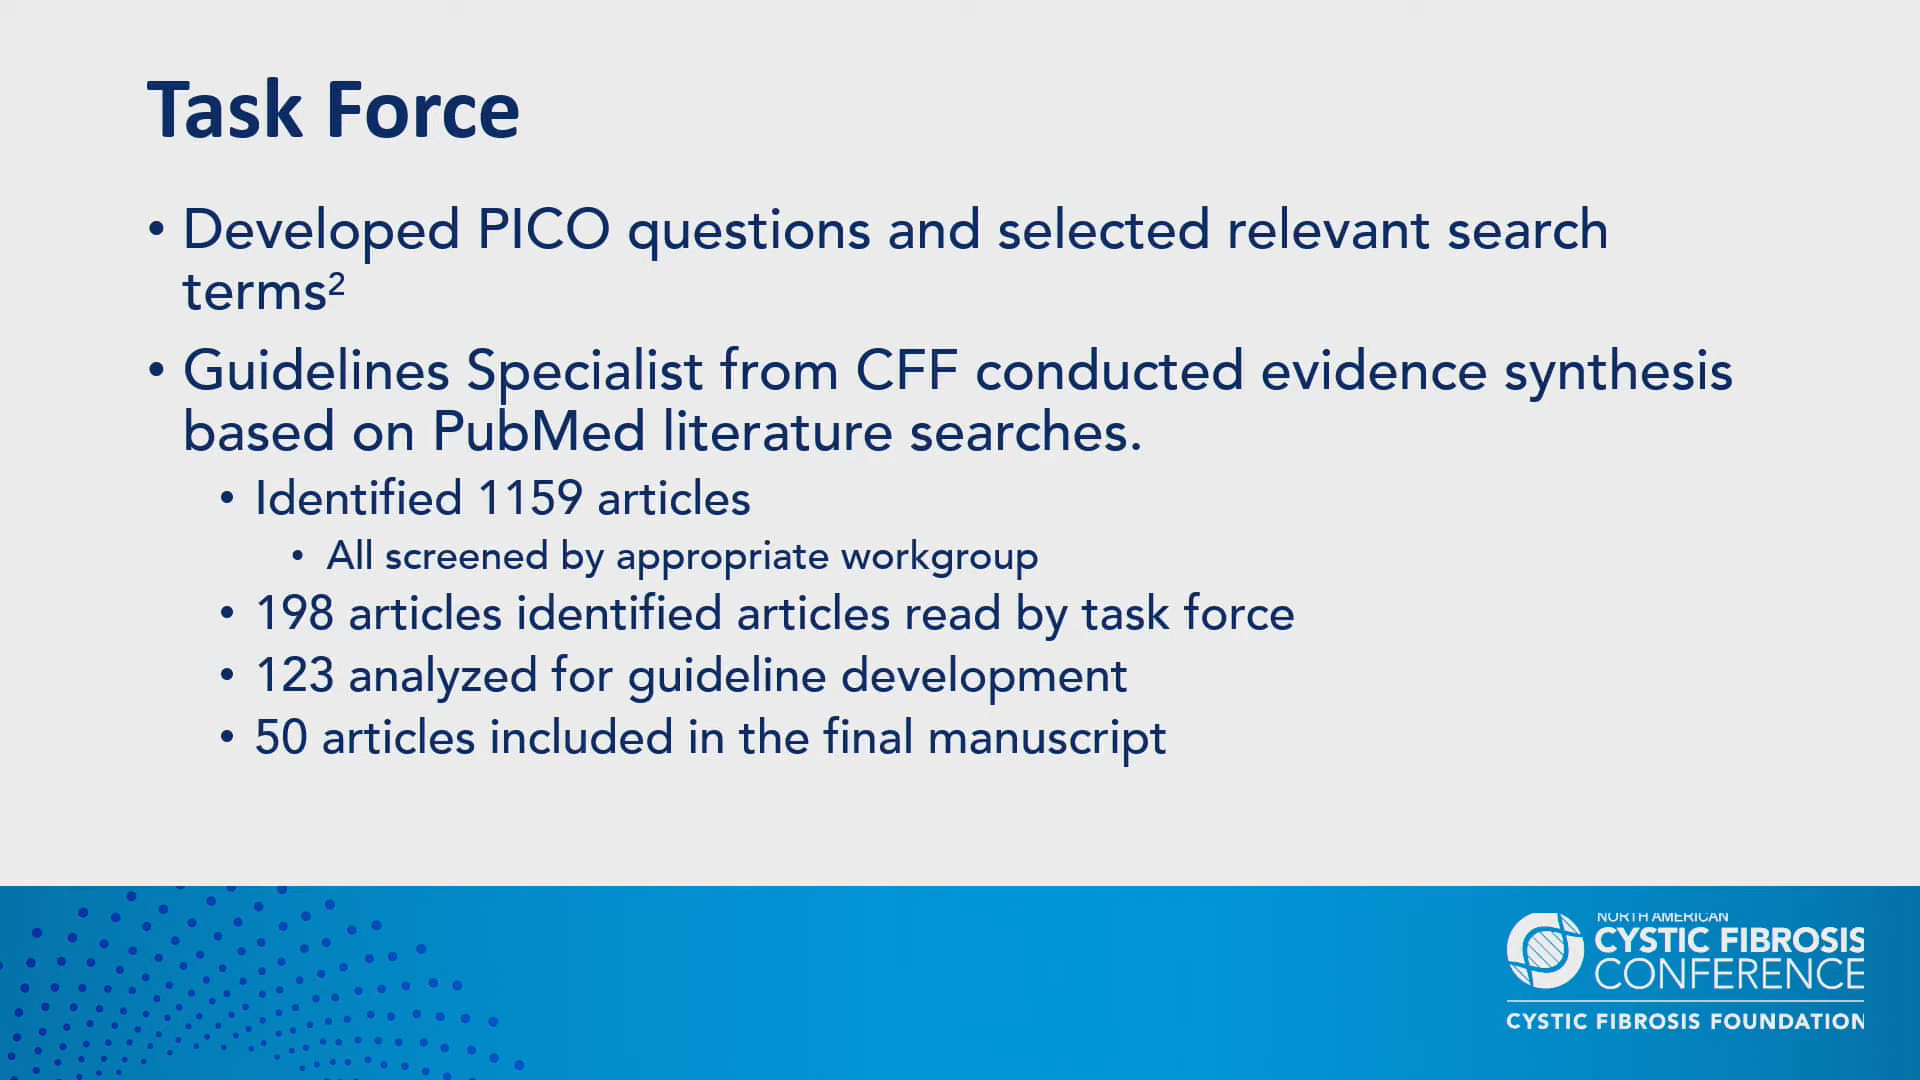 Task Force
• Developed PICO questions and selected relevant search
terms²
• Guidelines Specialist from CFF conducted evidence synthesis
based on PubMed literature searches.
• Identified 1159 articles
• All screened by appropriate workgroup
• 198 articles identified articles read by task force
• 123 analyzed for guideline development
• 50 articles included in the final manuscript
NORTH AMERICAN
CYSTIC FIBROSIS
CONFERENCE
CYSTIC FIBROSIS FOUNDATION